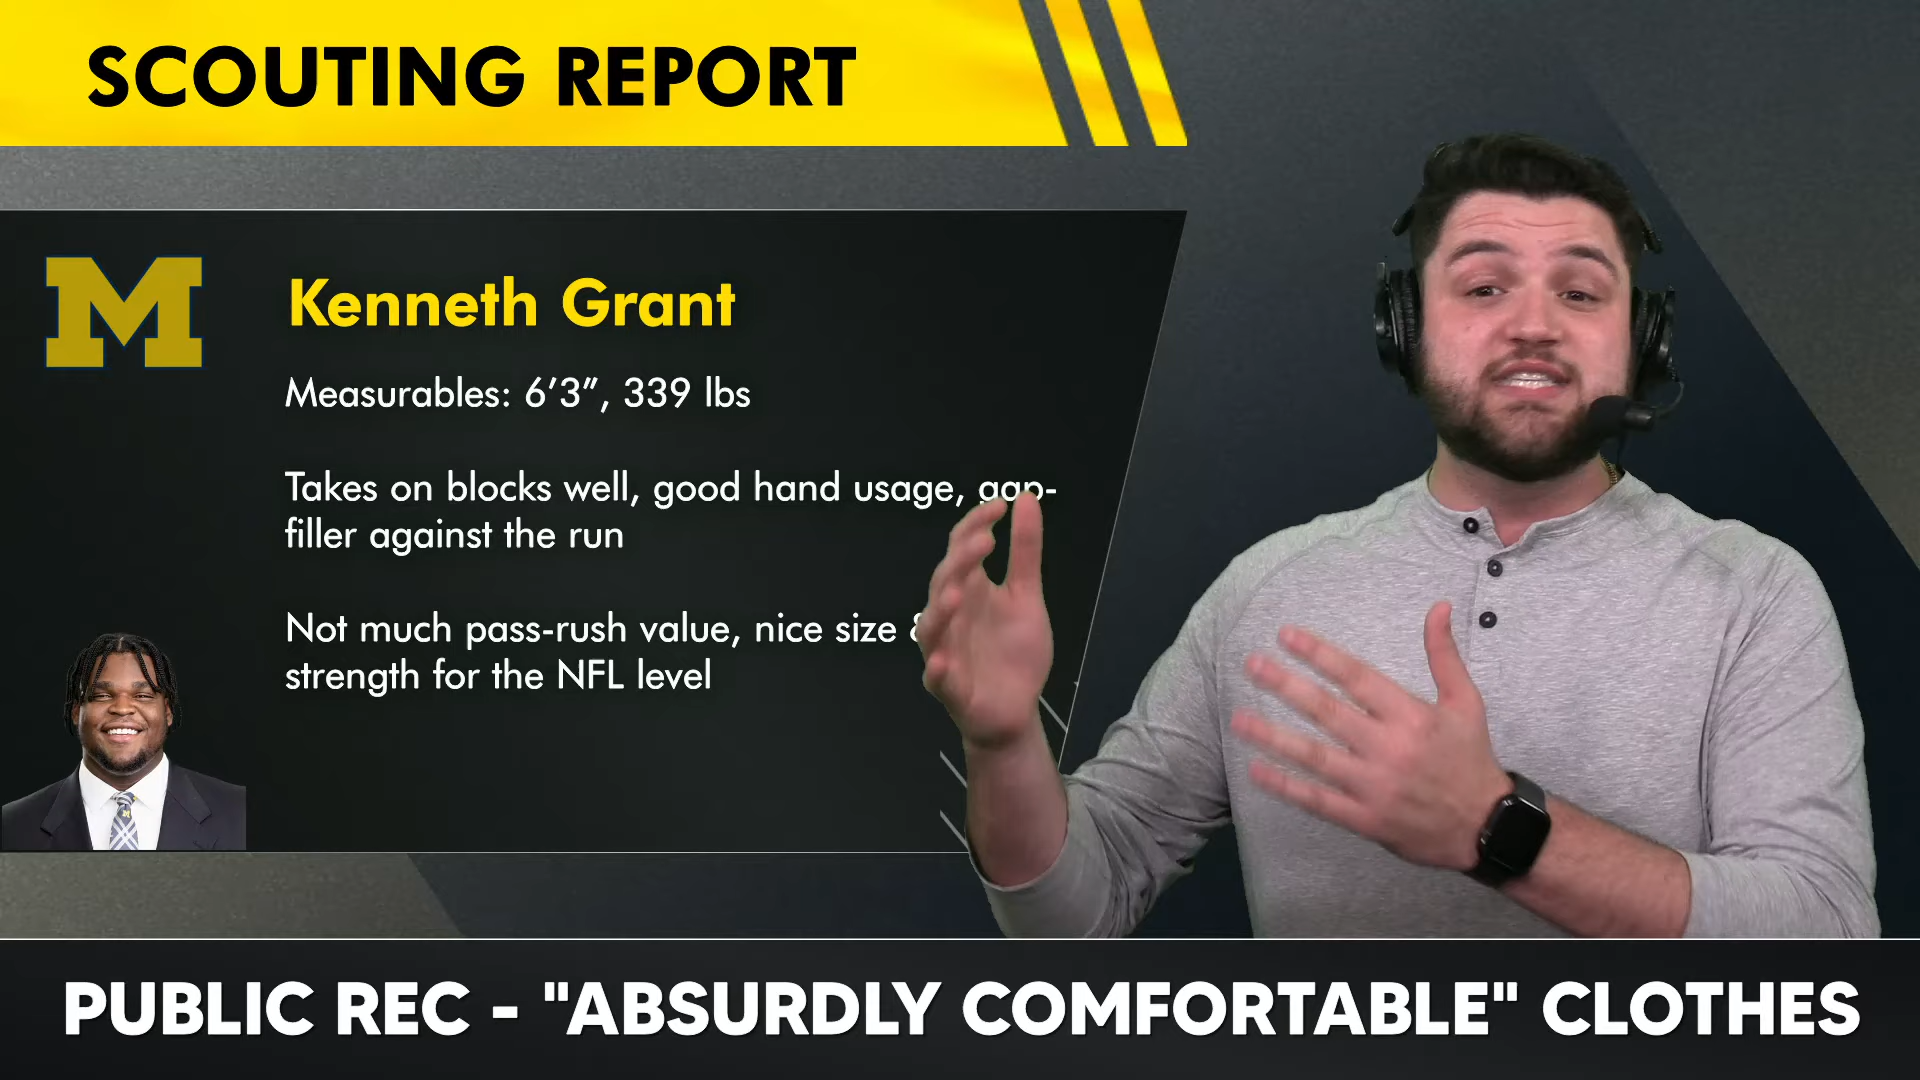 SCOUTING REPORT
M
Kenneth Grant
Measurables: 6'3", 339 lbs
Takes on blocks well, good hand usage, gap-
filler against the run
Not much pass-rush value, nice size &
strength for the NFL level
PUBLIC REC - "ABSURDLY COMFORTABLE" CLOTHES